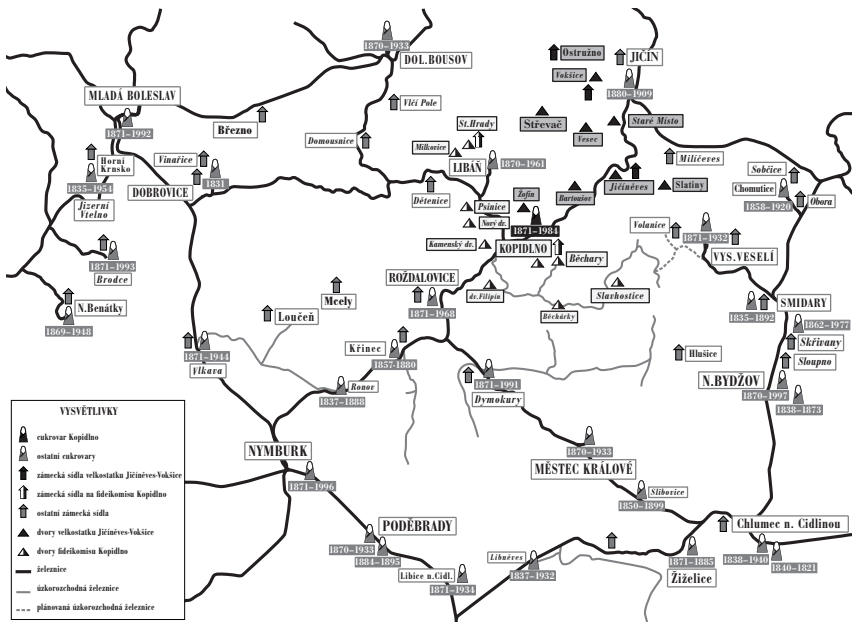 1870–1933
DOL.BOUSOV
Ostružno
JIČÍN
Vokšice
1880–1909
MLADÁ BOLESLAV
1871–1992
Březno
Vlčí Pole
St.Hrady
Střevač
Staré Místo
Vesec
Domousnice
Milkovice
LIBÁŇ
1870–1961
Milíčeves
Horní
Krnsko
1835–1954
Vinařice
1831
DOBROVICE
Dětenice
Žofín
Bartoušov
Jičíněves
Slatiny
Sobčice
Chomutice
1858–1920
Obora
Jizerní
Vtelno
Psinice
Nový dr.
1871–1984
Kamenský dr.
KOPIDLNO
Běchary
Volanice
1871–1932
VYS.VESELÍ
1871–1993
Brodce
ROŽDALOVICE
1871–1968
dv.Filipín
Slavhostice
Běchárky
Mcely
Loučeň
N.Benátky
1869–1948
1835–1892
SMIDARY
1862–1977
Skřivany
Sloupno
1871–1944
Vlkava
Křinec
1857–1880
Hlušice
N.BYDŽOV
1870–1997
1838–1873
Ronov
1837–1888
1871–1991
Dymokury
VYSVĚTLIVKY
cukrovar Kopidlno
ostatní cukrovary
zámecká sídla velkostatku Jičíněves-Vokšice
zámecká sídla na fideikomisu Kopidlno
ostatní zámecká sídla
dvory velkostatku Jičíněves-Vokšice
dvory fideikomisu Kopidlno
železnice
úzkorozchodná železnice
plánovaná úzkorozchodná železnice
NYMBURK
1871–1996
1870–1933
MĚSTEC KRÁLOVÉ
Slibovice
1850–1899
PODĚBRADY
1870–1933
1884–1895
Libice n.Cidl.
1871–1934
Libněves
1837–1932
1871–1885
Žiželice
Chlumec n. Cidlinou
1838–1940
1840–1821